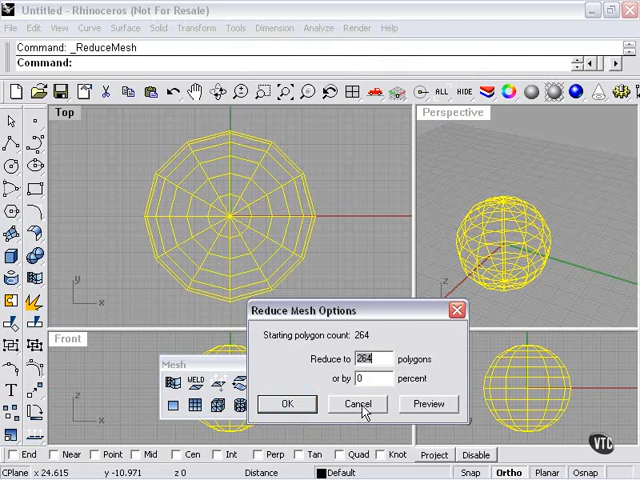 Untitled - Rhinoceros (Not For Resale)
File Edit View Curve Surface Solid Transform Tools Dimension Analyze Render Help
Command: _ReduceMesh
Command:
ALL HIDE
Top
Perspective
y
x
z
Reduce Mesh Options
Starting polygon count: 264
Reduce to 264 polygons
or by 0 percent
OK Cancel Preview
Front
Mesh
WELD
z
x
T
VTC
End Near Point Mid Cen Int Perp Tan Quad Knot Project Disable
CPlane x 24.615 y -10.971 z 0 Distance Default Snap Ortho Planar Osnap